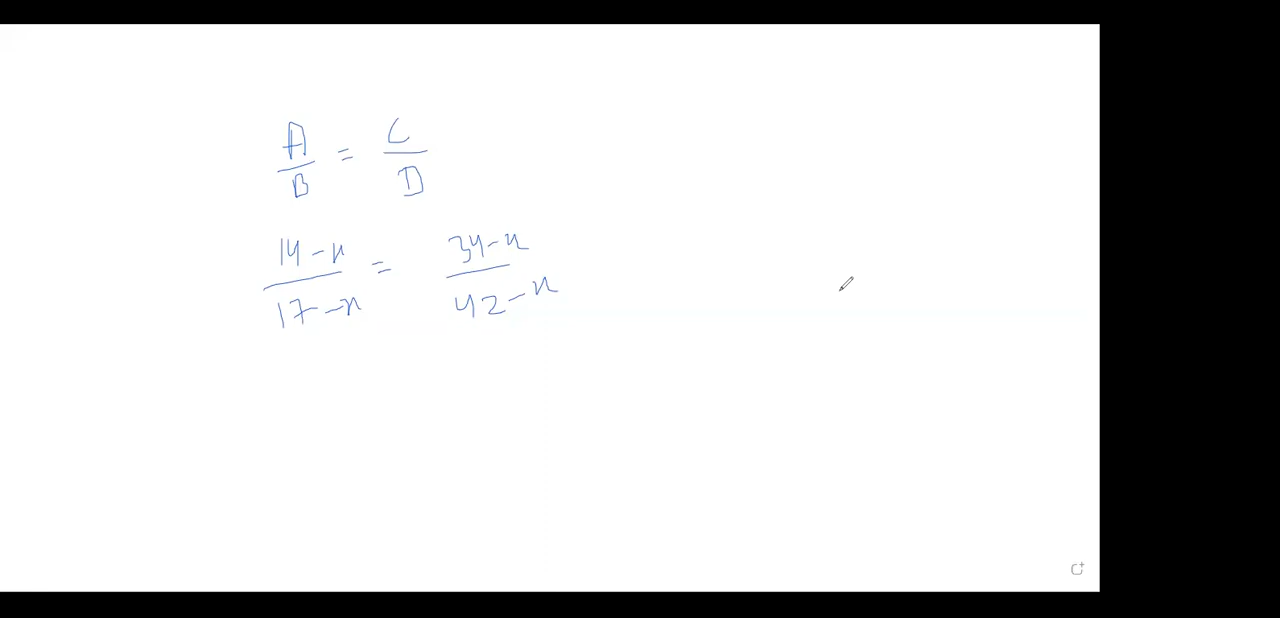 A/B = C/D
14-x/17-x = 34-x/42-x